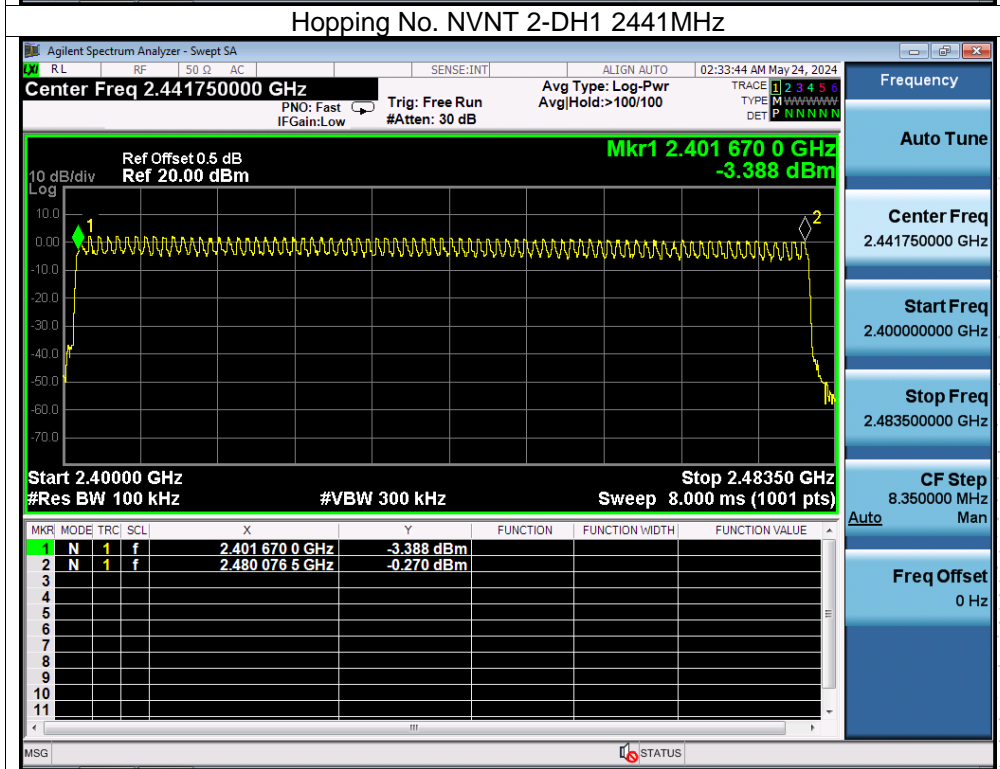 Hopping No. NVNT 2-DH1 2441MHz
Agilent Spectrum Analyzer - Swept SA
LXI RL RF 50 Ω AC SENSE:INT ALIGN AUTO 02:33:44 AM May 24, 2024
Center Freq 2.441750000 GHz
PNO: Fast
IFGain:Low
Trig: Free Run
#Atten: 30 dB
Avg Type: Log-Pwr
Avg|Hold:>100/100
TRACE 1 2 3 4 5 6
TYPE M WWWWW
DET P N N N N N
Mkr1 2.401 670 0 GHz
-3.388 dBm
Ref Offset 0.5 dB
10 dB/div Ref 20.00 dBm
Log
10.0
0.00
-10.0
-20.0
-30.0
-40.0
-50.0
-60.0
-70.0
1
2
Start 2.40000 GHz Stop 2.48350 GHz
#Res BW 100 kHz #VBW 300 kHz Sweep 8.000 ms (1001 pts)
MKR MODE TRC SCL X Y FUNCTION FUNCTION WIDTH FUNCTION VALUE
1 N 1 f 2.401 670 0 GHz -3.388 dBm
2 N 1 f 2.480 076 5 GHz -0.270 dBm
3
4
5
6
7
8
9
10
11
MSG STATUS
Frequency
Auto Tune
Center Freq
2.441750000 GHz
Start Freq
2.400000000 GHz
Stop Freq
2.483500000 GHz
CF Step
8.350000 MHz
Auto Man
Freq Offset
0 Hz